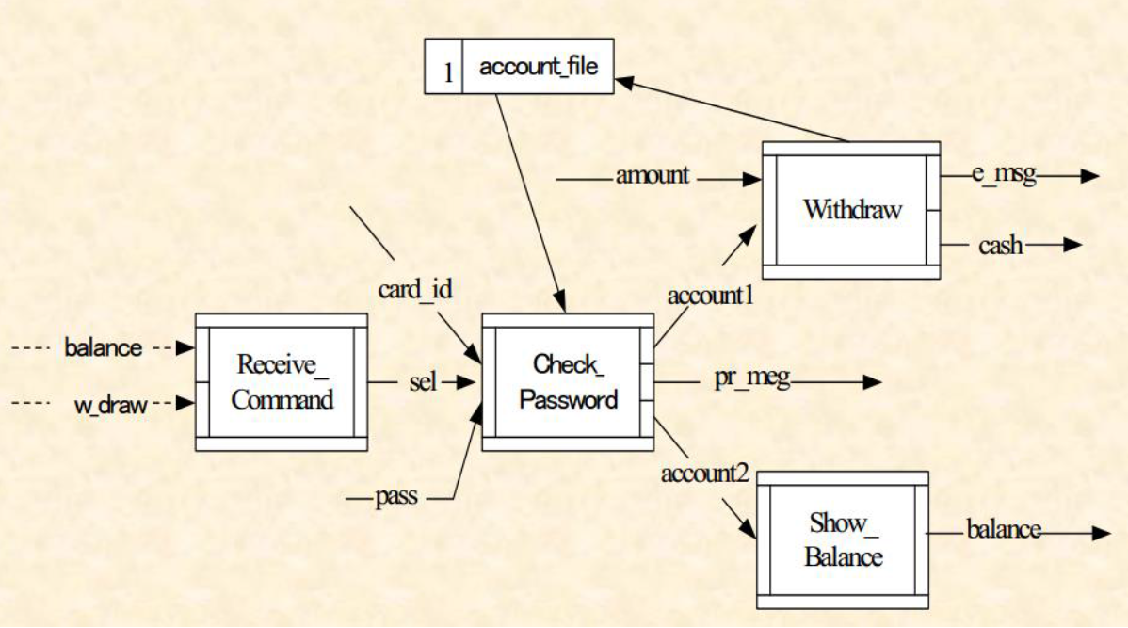 1 account_file
amount
e_msg
Withdraw
cash
card_id
account1
balance
Receive_
Command
w_draw
sel
Check_
Password
pr_meg
account2
pass
Show_
Balance
balance